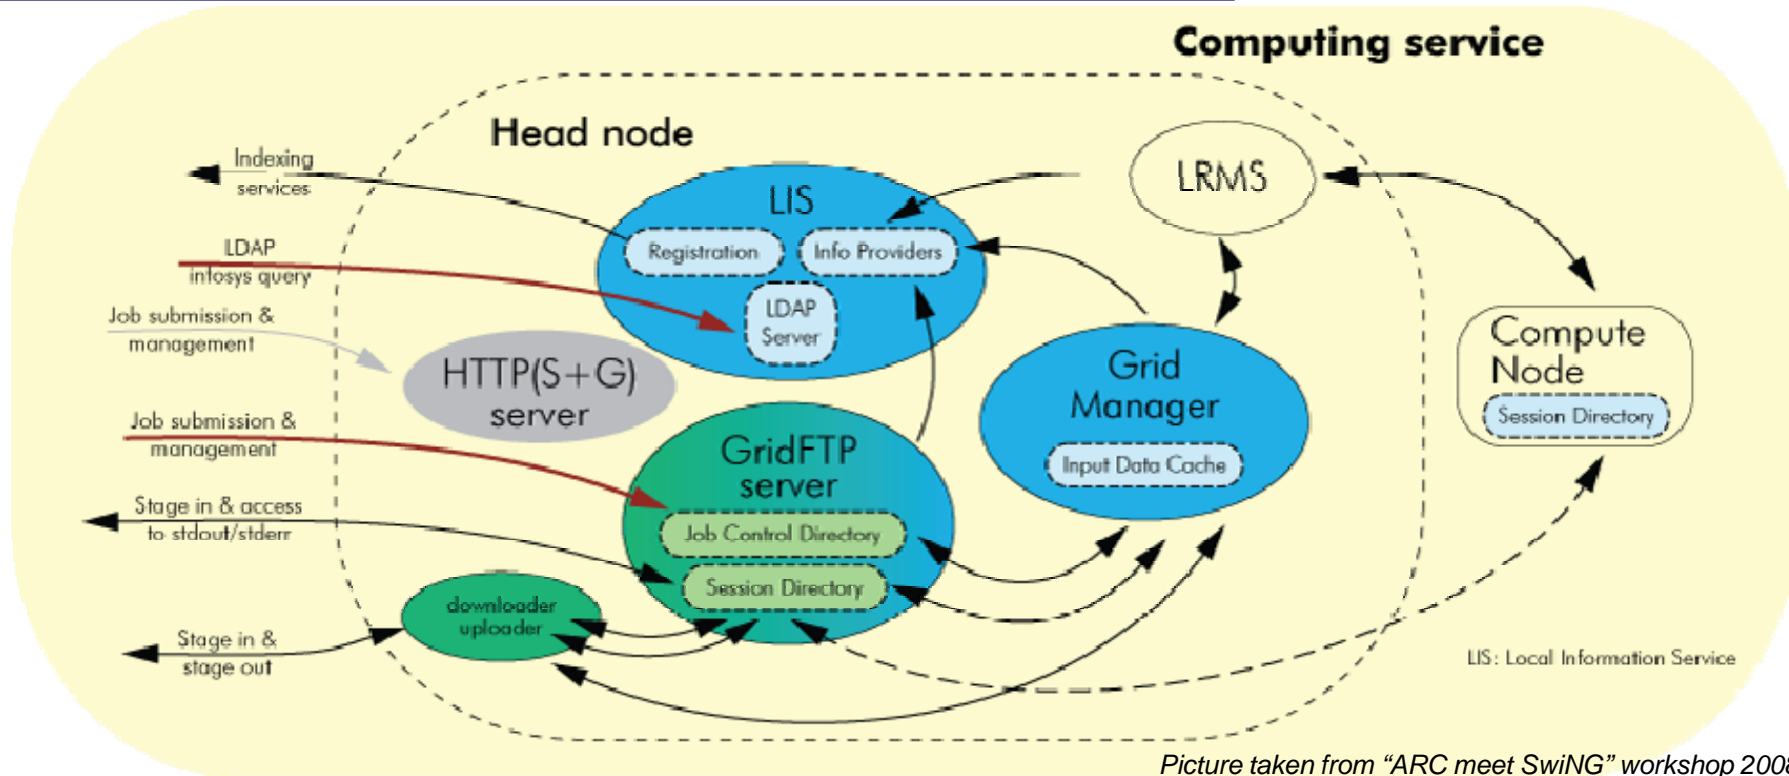 Computing service
Head node
Indexing
services
LDAP
infosys query
Job submission &
management
Job submission &
management
Stage in & access
to stdout/stderr
Stage in &
stage out
LIS
Registration
Info Providers
LDAP
Server
HTTP(S+G)
server
GridFTP
server
Job Control Directory
Session Directory
downloader
uploader
LRMS
Grid
Manager
Input Data Cache
Compute
Node
Session Directory
LIS: Local Information Service
Picture taken from “ARC meet SwiNG” workshop 2008